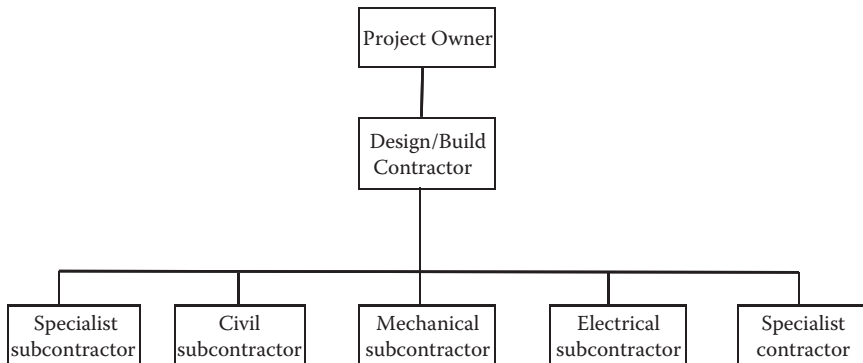 Project Owner
Design/Build
Contractor
Specialist
subcontractor
Civil
subcontractor
Mechanical
subcontractor
Electrical
subcontractor
Specialist
contractor